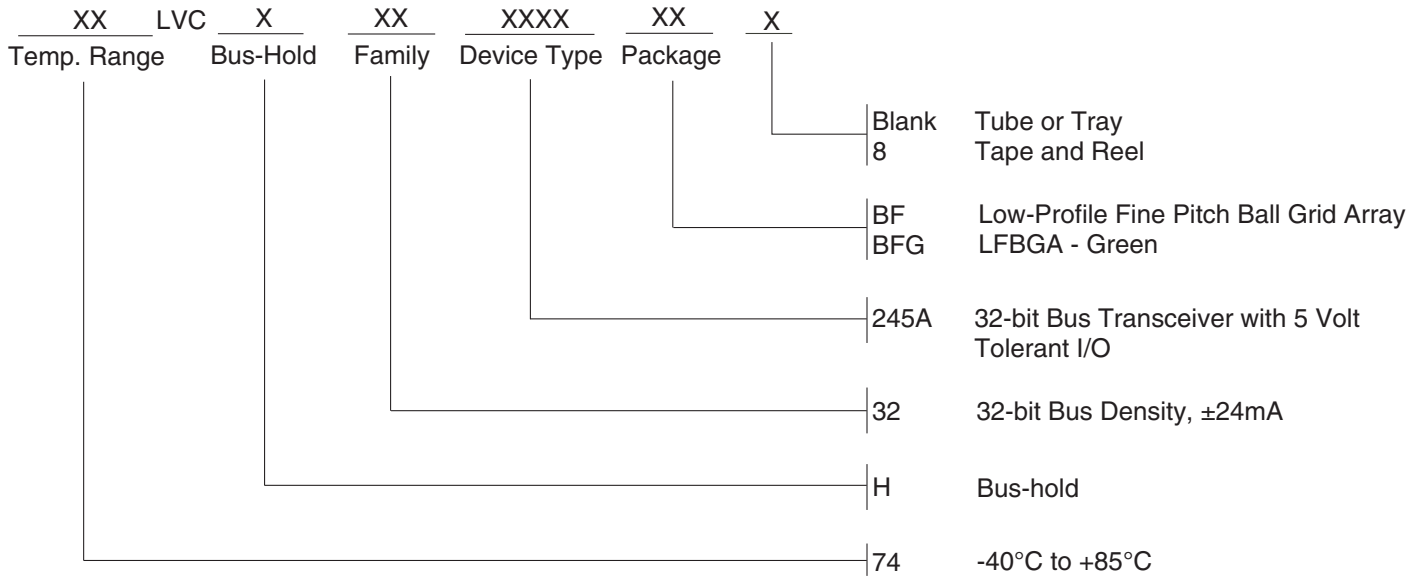 XX LVC X XX XXXX XX X
Temp. Range Bus-Hold Family Device Type Package
Blank Tube or Tray
8 Tape and Reel
BF Low-Profile Fine Pitch Ball Grid Array
BFG LFBGA - Green
245A 32-bit Bus Transceiver with 5 Volt
Tolerant I/O
32 32-bit Bus Density, ±24mA
H Bus-hold
74 -40°C to +85°C